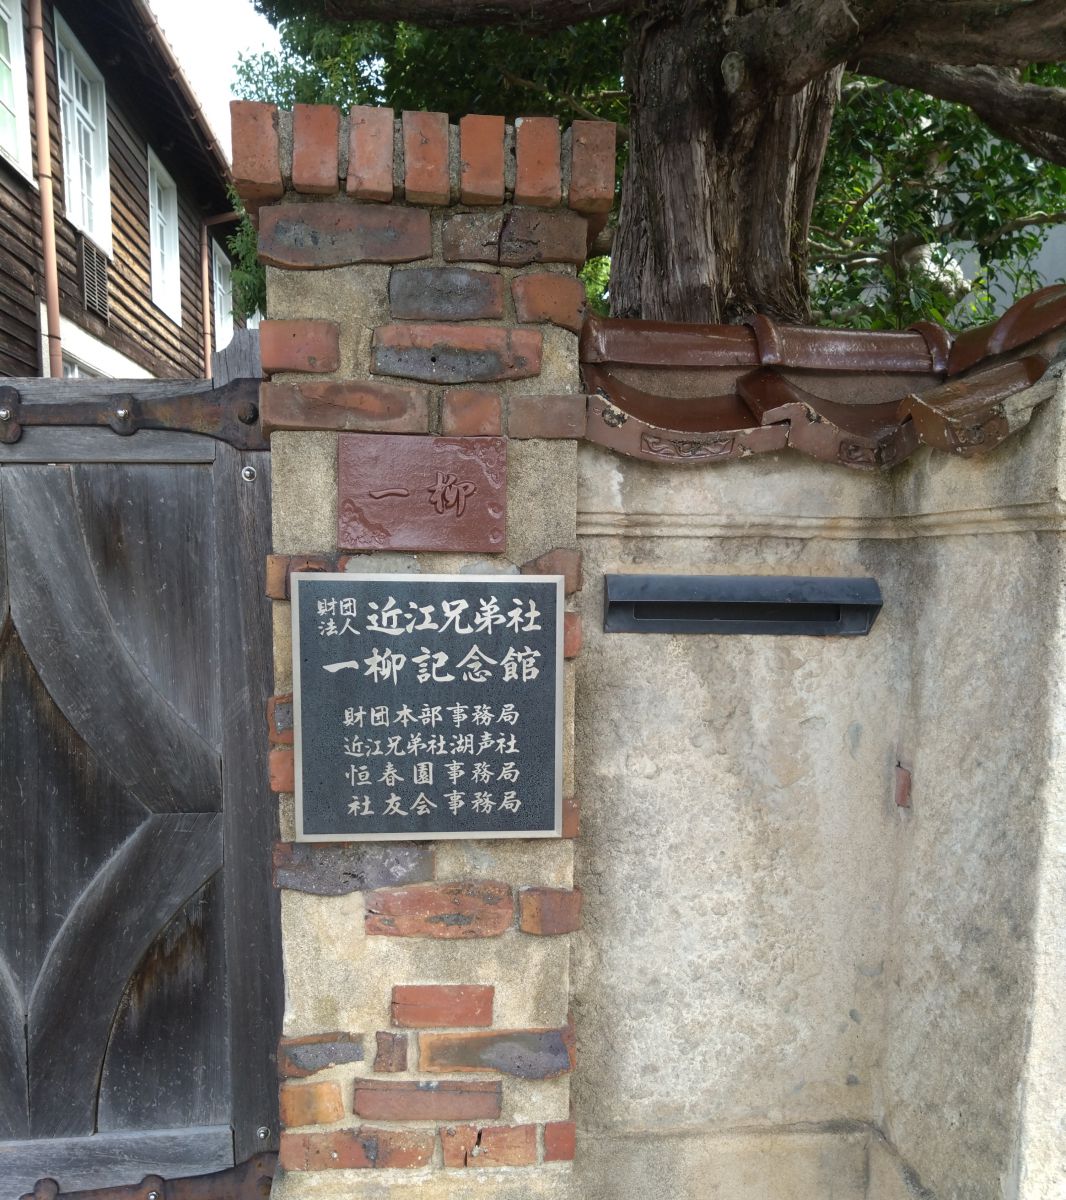 一柳
財団法人 近江兄弟社
一柳記念館
財団本部事務局
近江兄弟社湖声社
恒春園事務局
社友会事務局